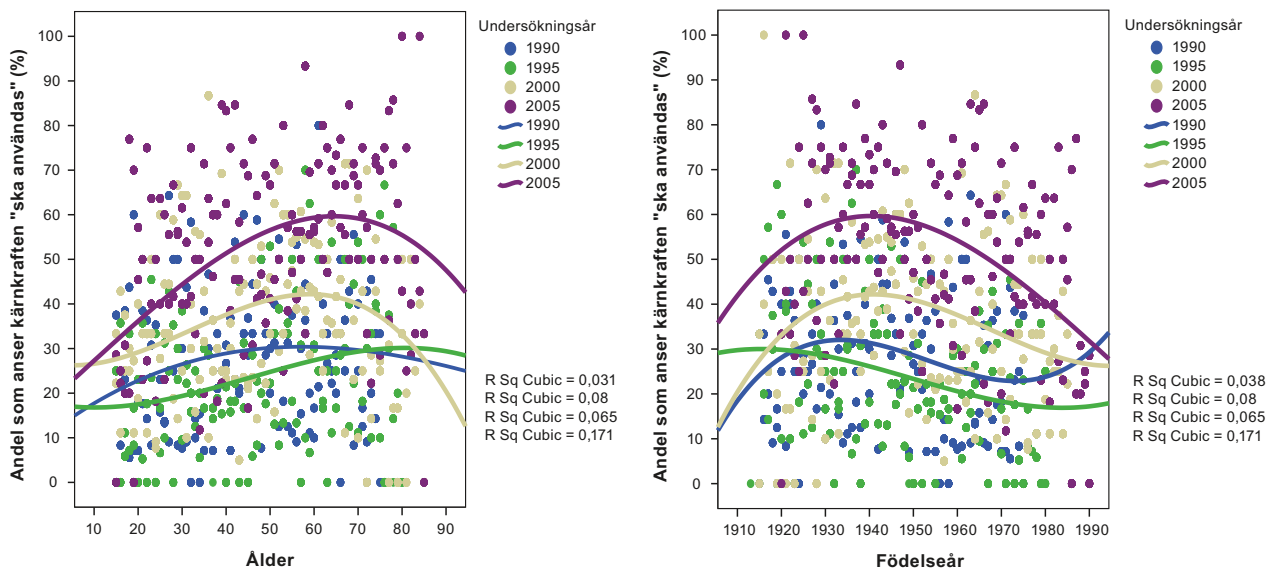 Andel som anser kärnkraften "ska användas" (%)
100
90
80
70
60
50
40
30
20
10
0
10 20 30 40 50 60 70 80 90
Ålder
Undersökningsår
1990
1995
2000
2005
1990
1995
2000
2005
R Sq Cubic = 0,031
R Sq Cubic = 0,08
R Sq Cubic = 0,065
R Sq Cubic = 0,171
Andel som anser kärnkraften "ska användas" (%)
100
90
80
70
60
50
40
30
20
10
0
1910 1920 1930 1940 1950 1960 1970 1980 1990
Födelseår
Undersökningsår
1990
1995
2000
2005
1990
1995
2000
2005
R Sq Cubic = 0,038
R Sq Cubic = 0,08
R Sq Cubic = 0,065
R Sq Cubic = 0,171